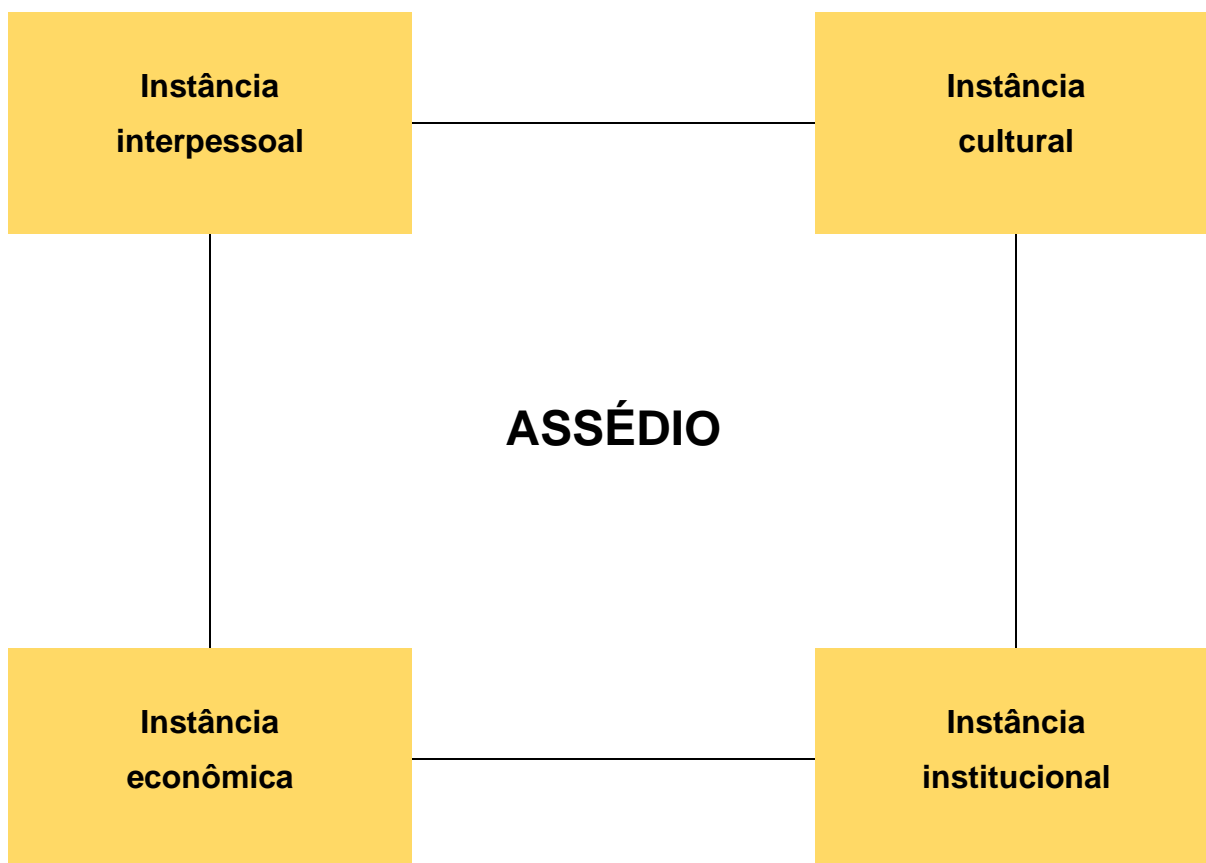 Instância
interpessoal
Instância
cultural
ASSÉDIO
Instância
econômica
Instância
institucional